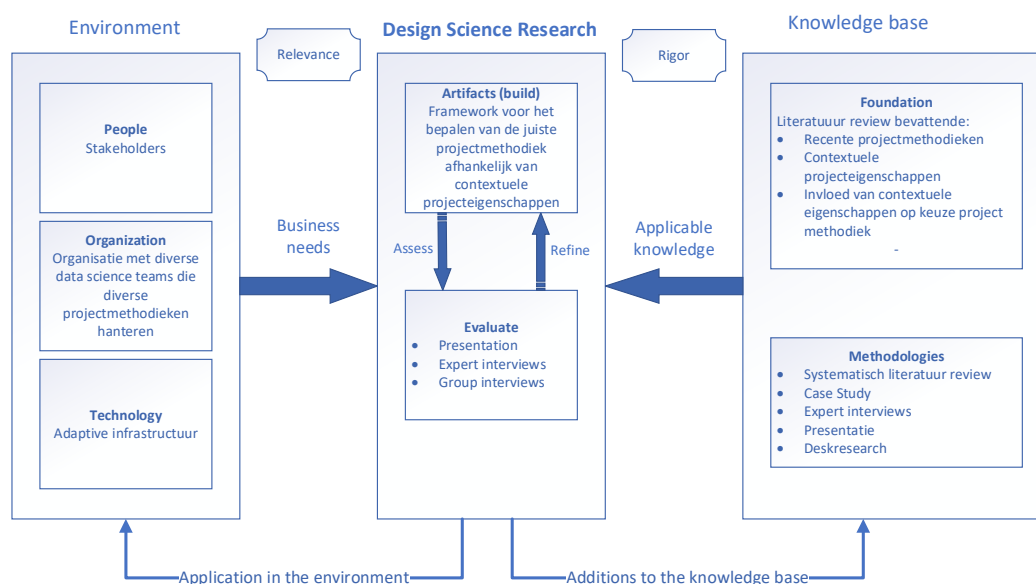 Environment
Design Science Research
Knowledge base
Relevance
Rigor
People
Stakeholders
Organization
Organisatie met diverse
data science teams die
diverse
projectmethodieken
hanteren
Technology
Adaptive infrastructuur
Business
needs
Artifacts (build)
Framework voor het
bepalen van de juiste
projectmethodiek
afhankelijk van
contextuele
projecteigenschappen
Assess
Refine
Evaluate
• Presentation
• Expert interviews
• Group interviews
Applicable
knowledge
Foundation
Literatuuur review bevattende:
• Recente projectmethodieken
• Contextuele
projecteigenschappen
• Invloed van contextuele
eigenschappen op keuze project
methodiek
-
Methodologies
• Systematisch literatuur review
• Case Study
• Expert interviews
• Presentatie
• Deskresearch
Application in the environment
Additions to the knowledge base